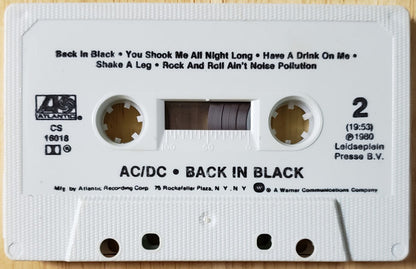 Back In Black • You Shook Me All Night Long • Have A Drink On Me •
Shake A Leg • Rock And Roll Ain't Noise Pollution
ATLANTIC
CS
16018
2
(19:53)
℗1980
Leidseplein
Presse B.V.
AC/DC • BACK IN BLACK
Mfg. by Atlantic Recording Corp. 75 Rockefeller Plaza, N.Y., N.Y. Ⓦ © A Warner Communications Company